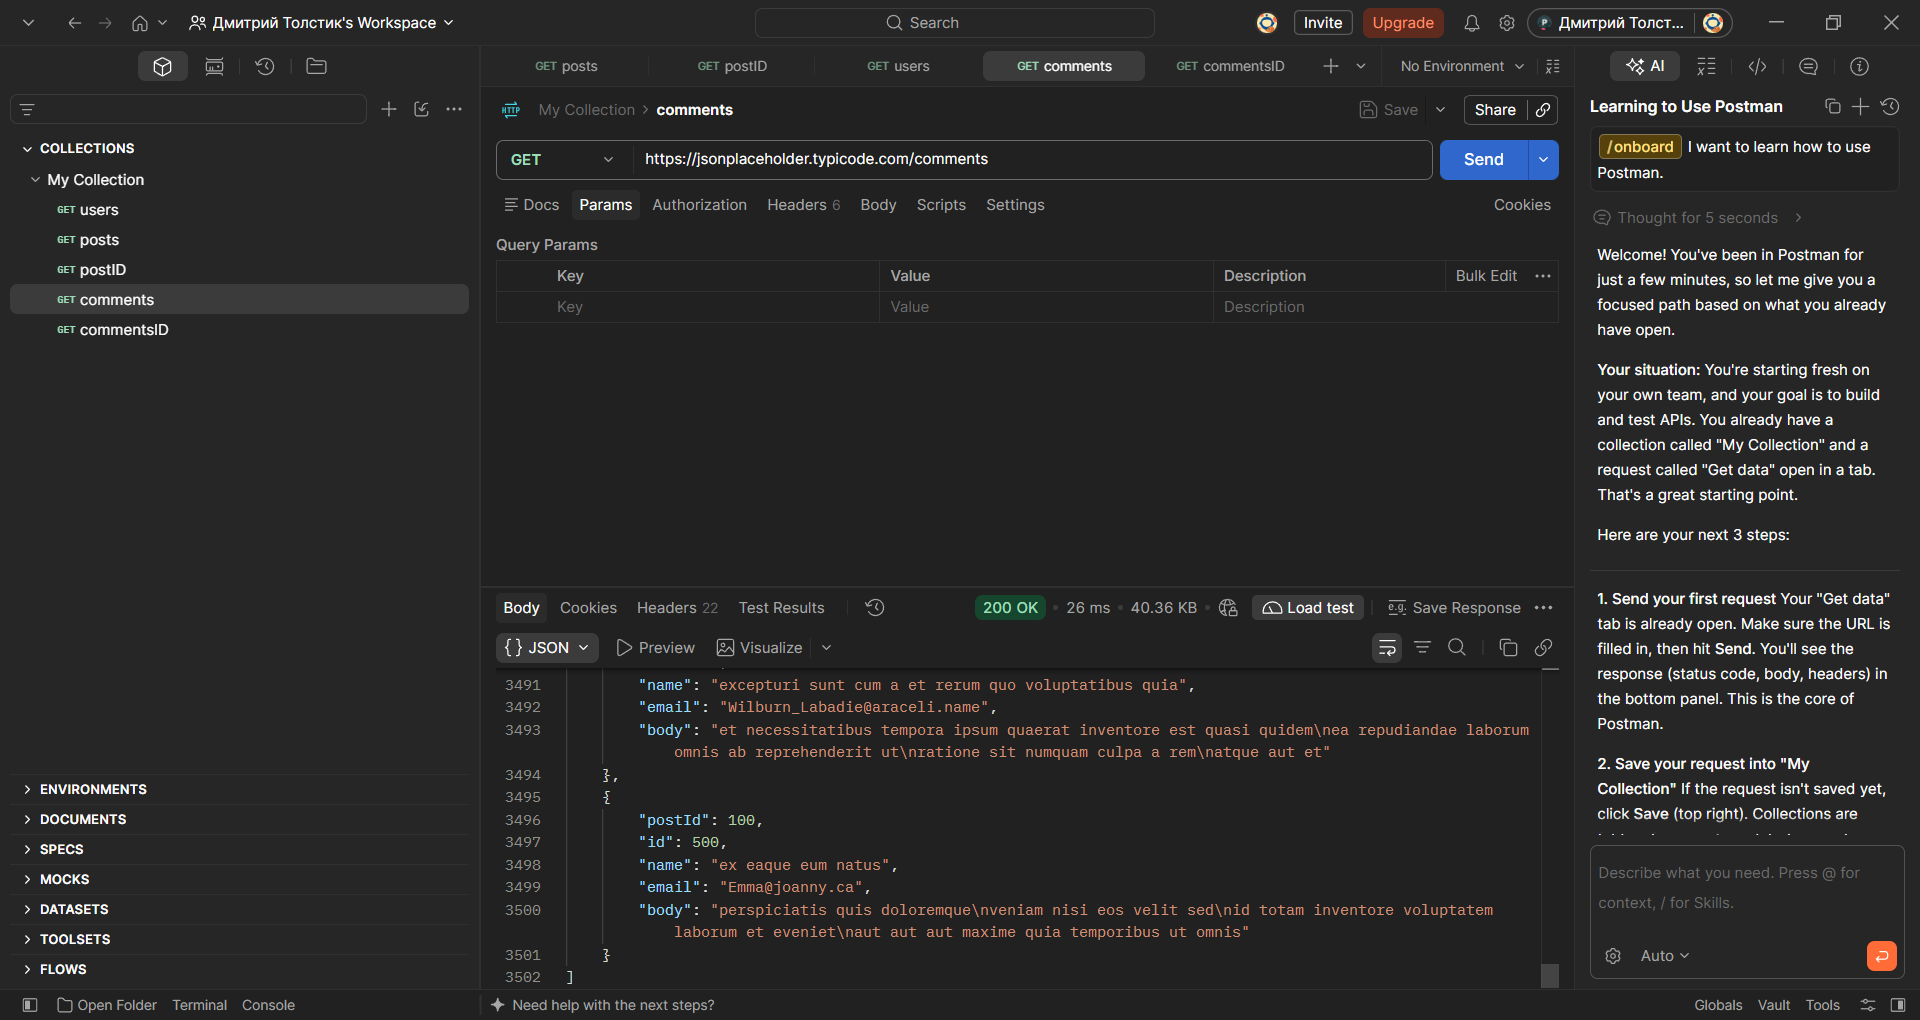 Дмитрий Толстик's Workspace
Search
Invite
Upgrade
Дмитрий Толст...
COLLECTIONS
My Collection
GET users
GET posts
GET postID
GET comments
GET commentsID
ENVIRONMENTS
DOCUMENTS
SPECS
MOCKS
DATASETS
TOOLSETS
FLOWS
GET posts
GET postID
GET users
GET comments
GET commentsID
No Environment
HTTP My Collection > comments
Save
Share
GET https://jsonplaceholder.typicode.com/comments
Send
Docs Params Authorization Headers 6 Body Scripts Settings
Cookies
Query Params
Key Value Description Bulk Edit
Key Value Description
Body Cookies Headers 22 Test Results
200 OK • 26 ms • 40.36 KB
Load test
e.g. Save Response
{} JSON Preview Visualize
3491 "name": "excepturi sunt cum a et rerum quo voluptatibus quia",
3492 "email": "Wilburn_Labadie@araceli.name",
3493 "body": "et necessitatibus tempora ipsum quaerat inventore est quasi quidem\nea repudiandae laborum
omnis ab reprehenderit ut\nratione sit numquam culpa a rem\natque aut et"
3494 },
3495 {
3496 "postId": 100,
3497 "id": 500,
3498 "name": "ex eaque eum natus",
3499 "email": "Emma@joanny.ca",
3500 "body": "perspiciatis quis doloremque\nveniam nisi eos velit sed\nid totam inventore voluptatem
laborum et eveniet\naut aut aut maxime quia temporibus ut omnis"
3501 }
3502 ]
AI
Learning to Use Postman
/onboard I want to learn how to use
Postman.
Thought for 5 seconds >
Welcome! You've been in Postman for
just a few minutes, so let me give you a
focused path based on what you already
have open.
Your situation: You're starting fresh on
your own team, and your goal is to build
and test APIs. You already have a
collection called "My Collection" and a
request called "Get data" open in a tab.
That's a great starting point.
Here are your next 3 steps:
1. Send your first request Your "Get data"
tab is already open. Make sure the URL is
filled in, then hit Send. You'll see the
response (status code, body, headers) in
the bottom panel. This is the core of
Postman.
2. Save your request into "My
Collection" If the request isn't saved yet,
click Save (top right). Collections are
Describe what you need. Press @ for
context, / for Skills.
Auto
Open Folder Terminal Console
Need help with the next steps?
Globals Vault Tools